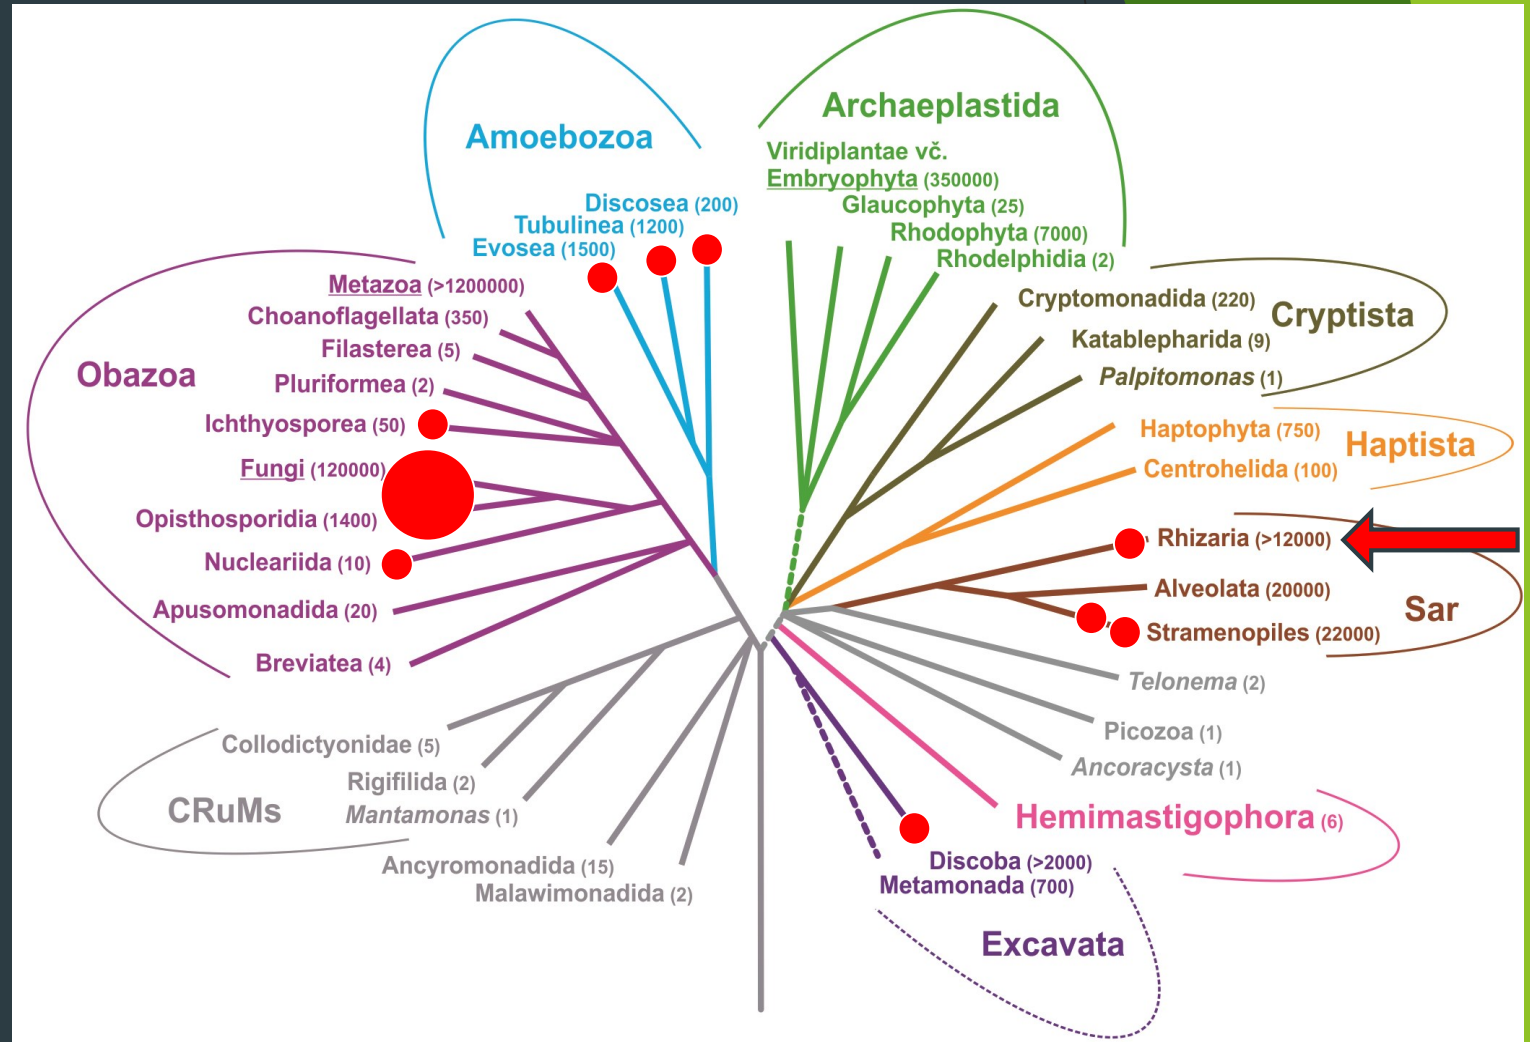 Amoebozoa
Discosea (200)
Tubulinea (1200)
Evosea (1500)
Archaeplastida
Viridiplantae vč.
Embryophyta (350000)
Glaucophyta (25)
Rhodophyta (7000)
Rhodelphidia (2)
Obazoa
Metazoa (>1200000)
Choanoflagellata (350)
Filasterea (5)
Pluriformea (2)
Ichthyosporea (50)
Fungi (120000)
Opisthosporidia (1400)
Nucleariida (10)
Apusomonadida (20)
Breviatea (4)
Cryptomonadida (220)
Katablepharida (9)
Palpitomonas (1)
Cryptista
Haptophyta (750)
Centrohelida (100)
Haptista
Rhizaria (>12000)
Alveolata (20000)
Stramenopiles (22000)
Sar
Telonema (2)
Picozoa (1)
Ancoracysta (1)
Hemimastigophora (6)
Collodictyonidae (5)
Rigifilida (2)
Mantamonas (1)
CRuMs
Ancyromonadida (15)
Malawimonadida (2)
Discoba (>2000)
Metamonada (700)
Excavata